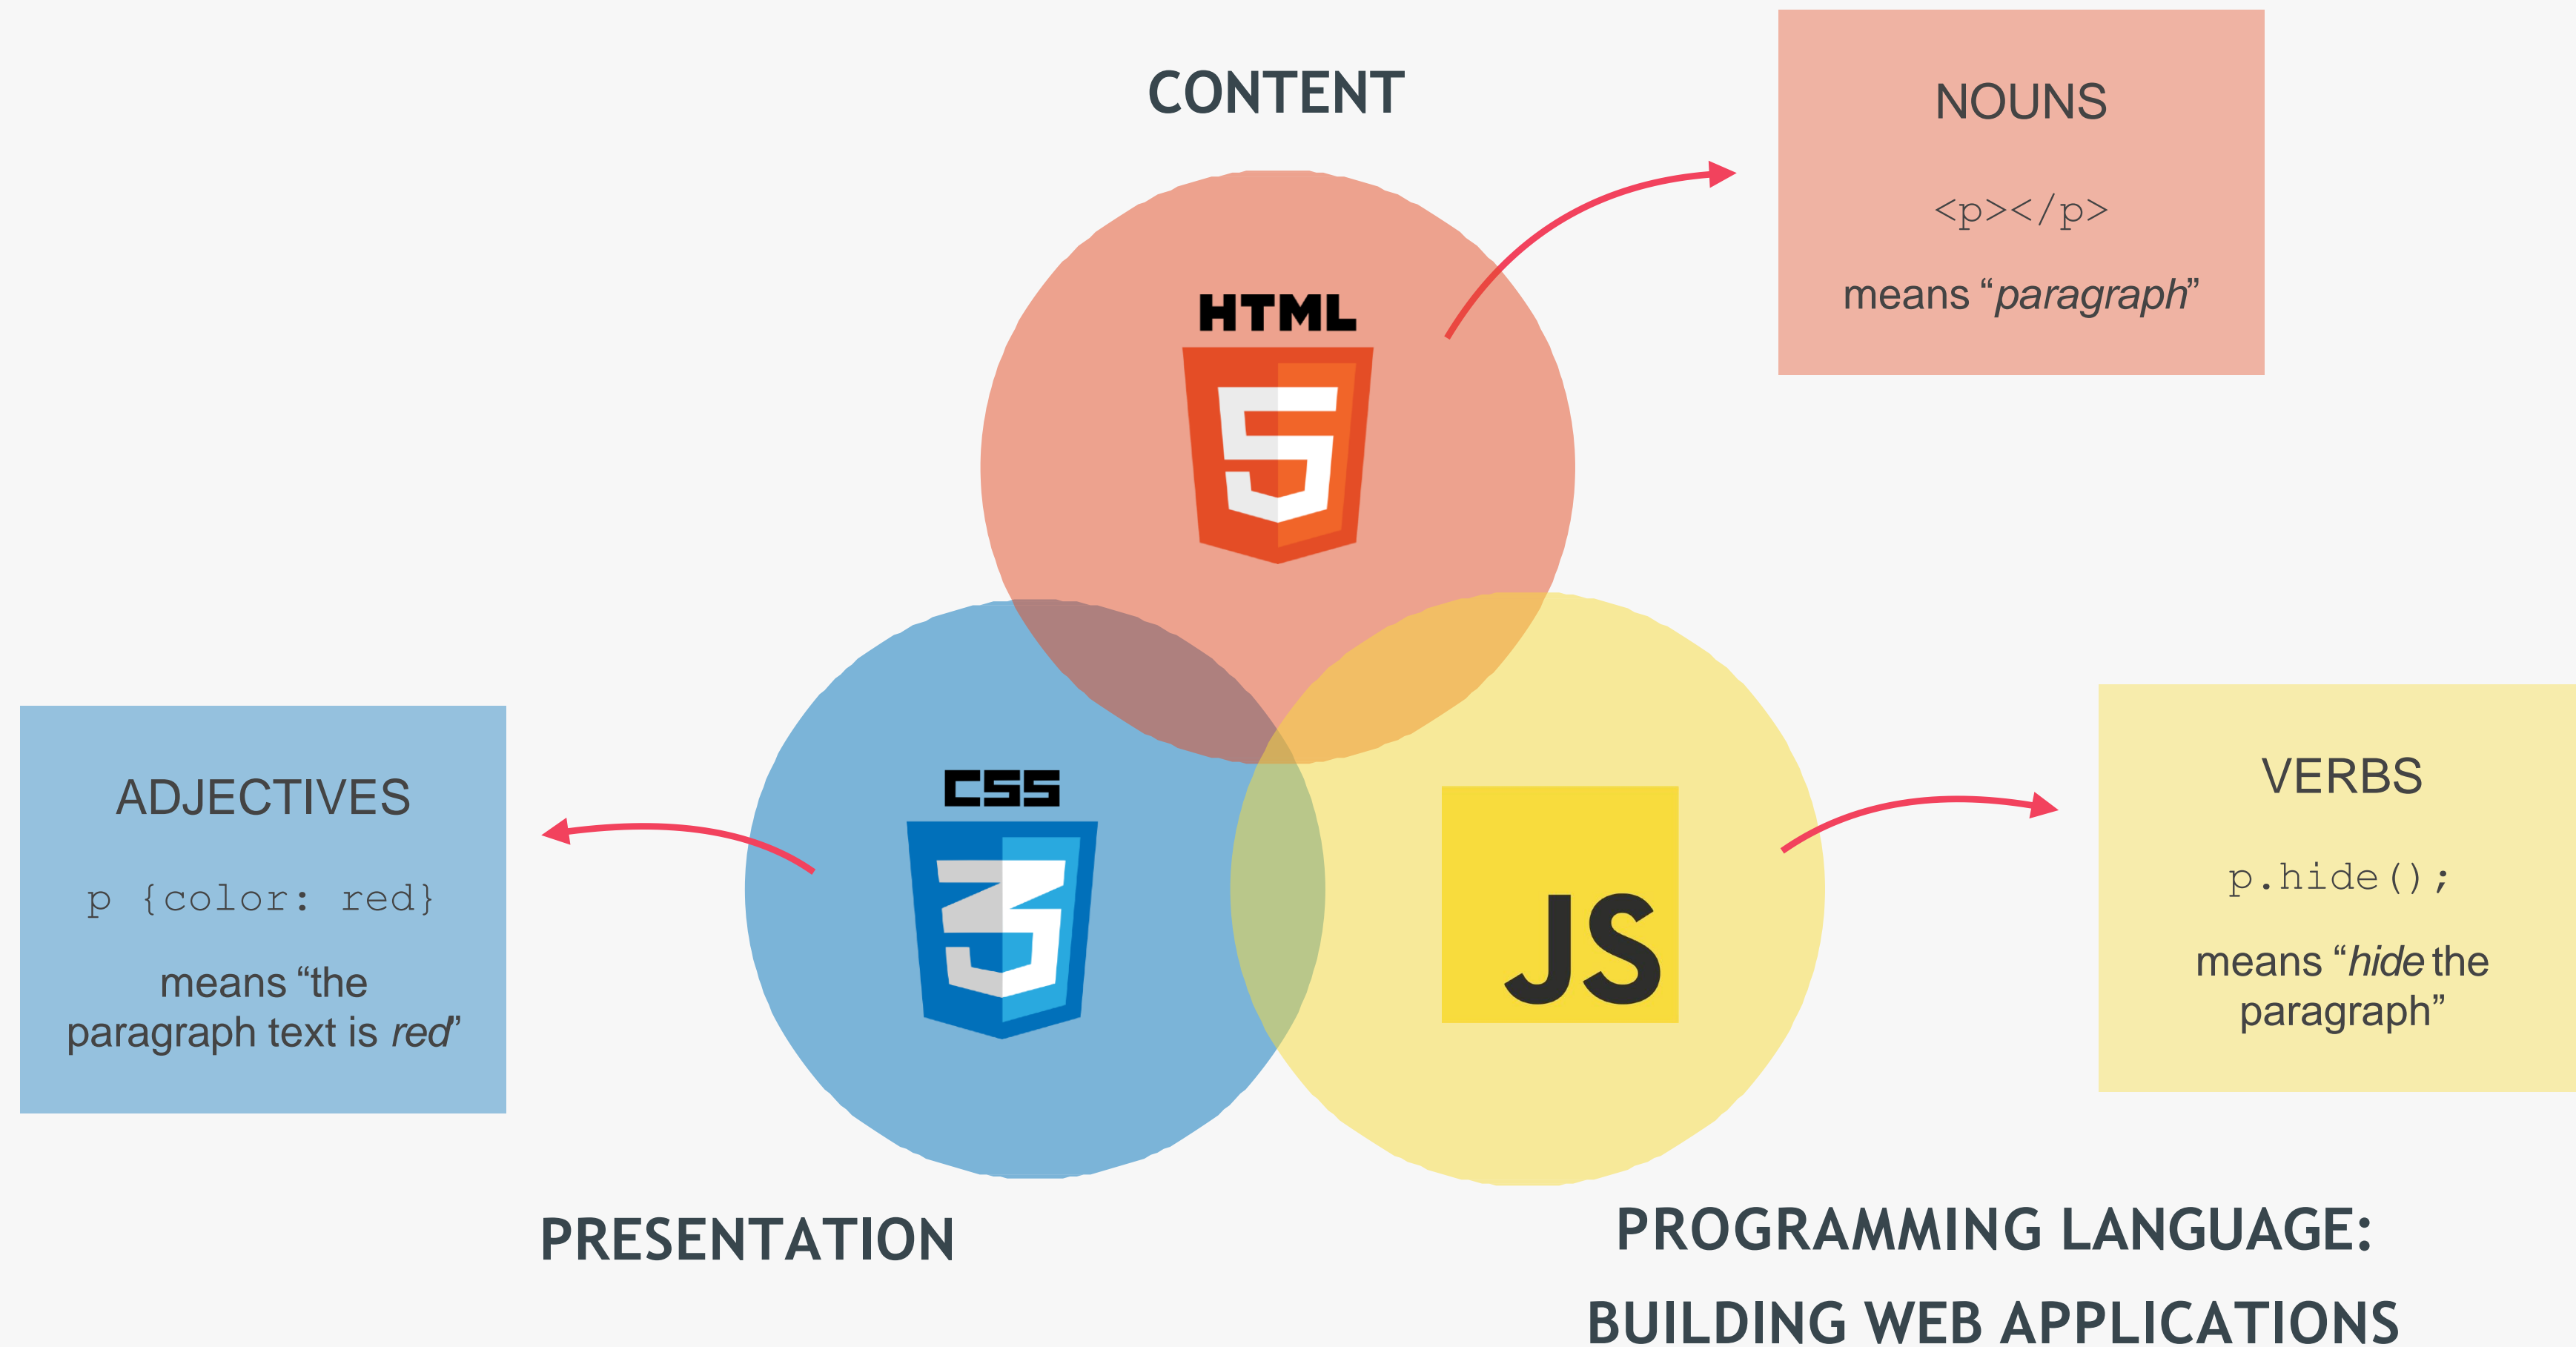 CONTENT
NOUNS
<p></p>
means “paragraph”
HTML
5
ADJECTIVES
p {color: red}
means “the
paragraph text is red”
CSS
3
JS
VERBS
p.hide();
means “hide the
paragraph”
PRESENTATION
PROGRAMMING LANGUAGE:
BUILDING WEB APPLICATIONS